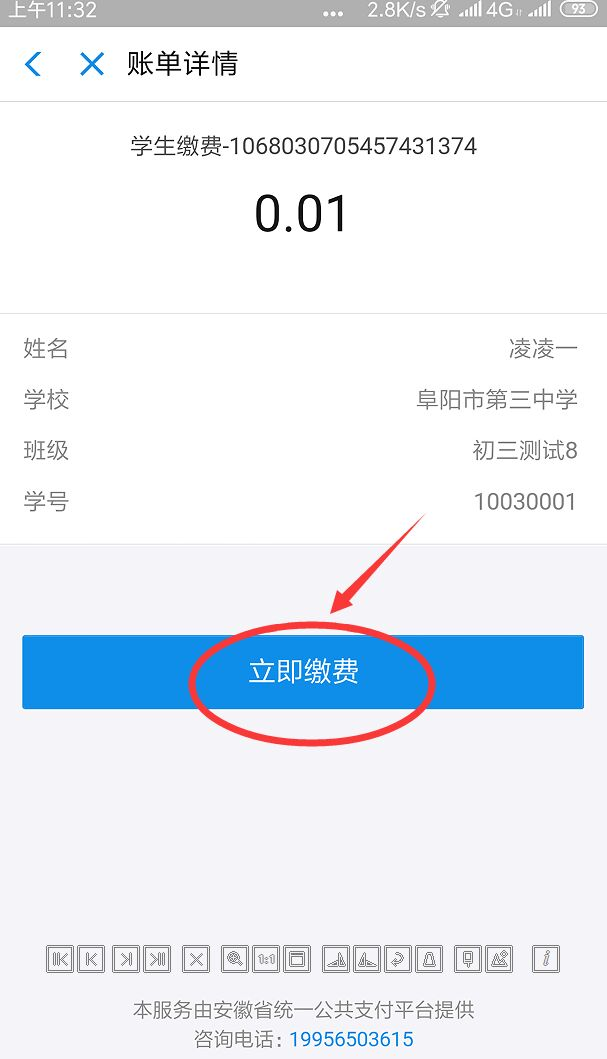 上午11:32 ... 2.8K/s 4G 93
账单详情
学生缴费-1068030705457431374
0.01
姓名 凌凌一
学校 阜阳市第三中学
班级 初三测试8
学号 10030001
立即缴费
1:1 i
本服务由安徽省统一公共支付平台提供
咨询电话：19956503615